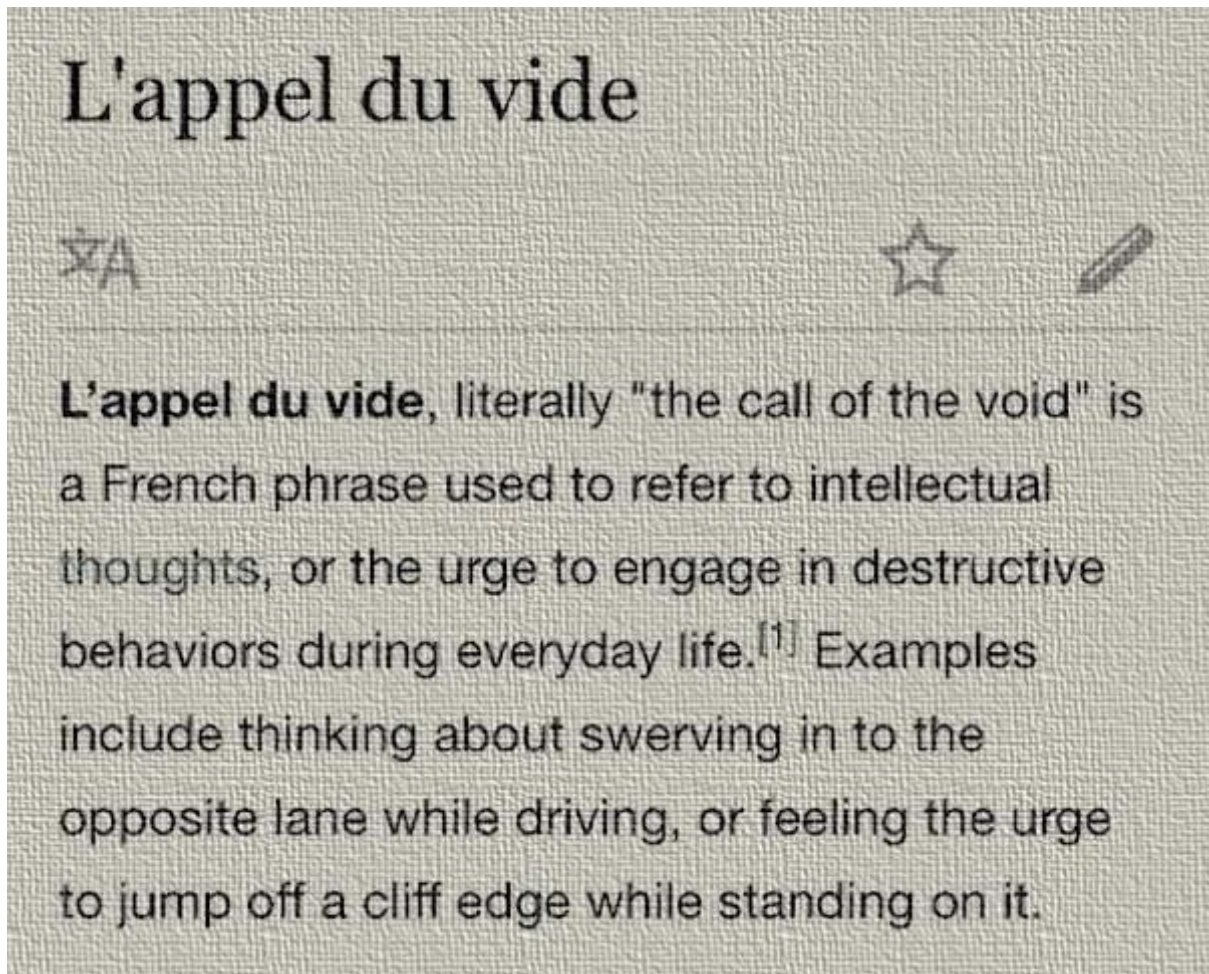 L'appel du vide
文A
L'appel du vide, literally "the call of the void" is
a French phrase used to refer to intellectual
thoughts, or the urge to engage in destructive
behaviors during everyday life.[1] Examples
include thinking about swerving in to the
opposite lane while driving, or feeling the urge
to jump off a cliff edge while standing on it.